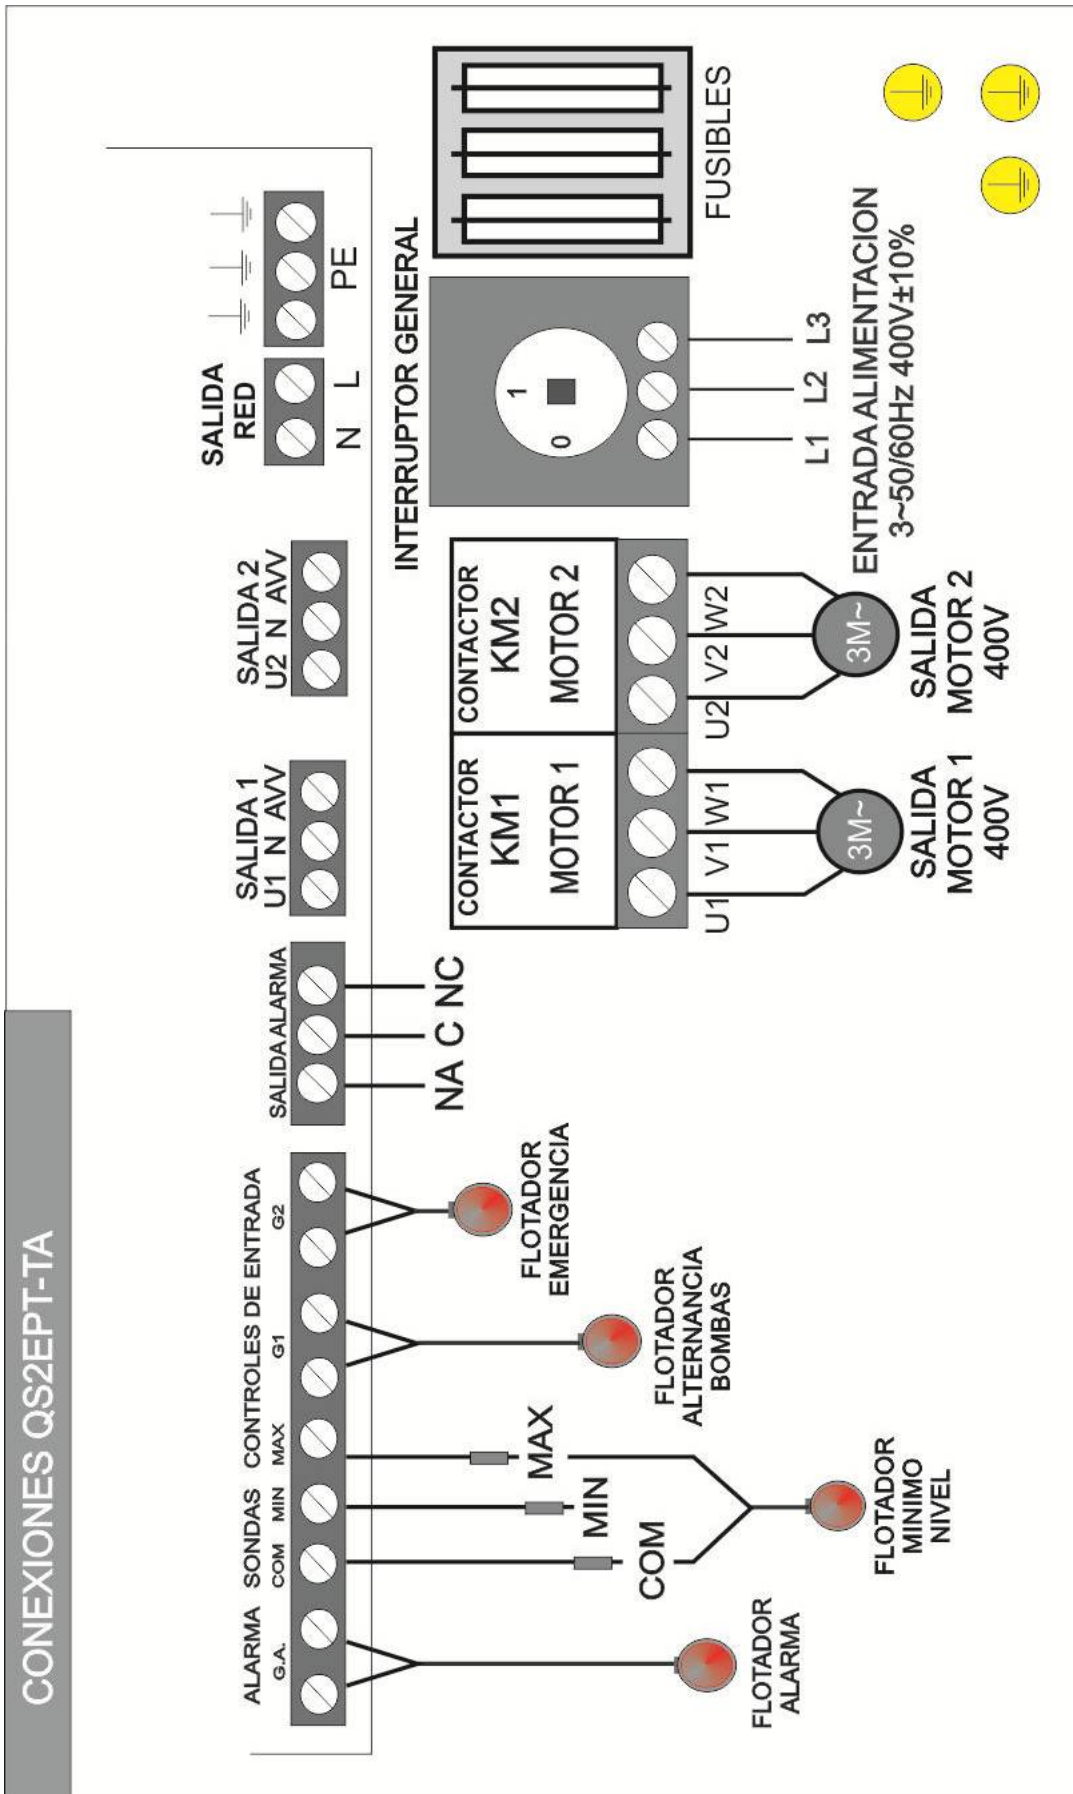 CONEXIONES QS2EPT-TA
ALARMA
G.A.
SONDAS
COM
MIN
MAX
CONTROLES DE ENTRADA
G1
G2
SALIDA ALARMA
SALIDA 1
U1 N AVV
SALIDA 2
U2 N AVV
SALIDA
RED
N L
PE
NA C NC
FLOTADOR
ALARMA
COM
MIN
MAX
FLOTADOR
MINIMO
NIVEL
FLOTADOR
ALTERNANCIA
BOMBAS
FLOTADOR
EMERGENCIA
CONTACTOR
KM1
MOTOR 1
U1 V1 W1
3M~
SALIDA
MOTOR 1
400V
CONTACTOR
KM2
MOTOR 2
U2 V2 W2
3M~
SALIDA
MOTOR 2
400V
INTERRUPTOR GENERAL
0 1
L1 L2 L3
ENTRADA ALIMENTACION
3~50/60Hz 400V±10%
FUSIBLES